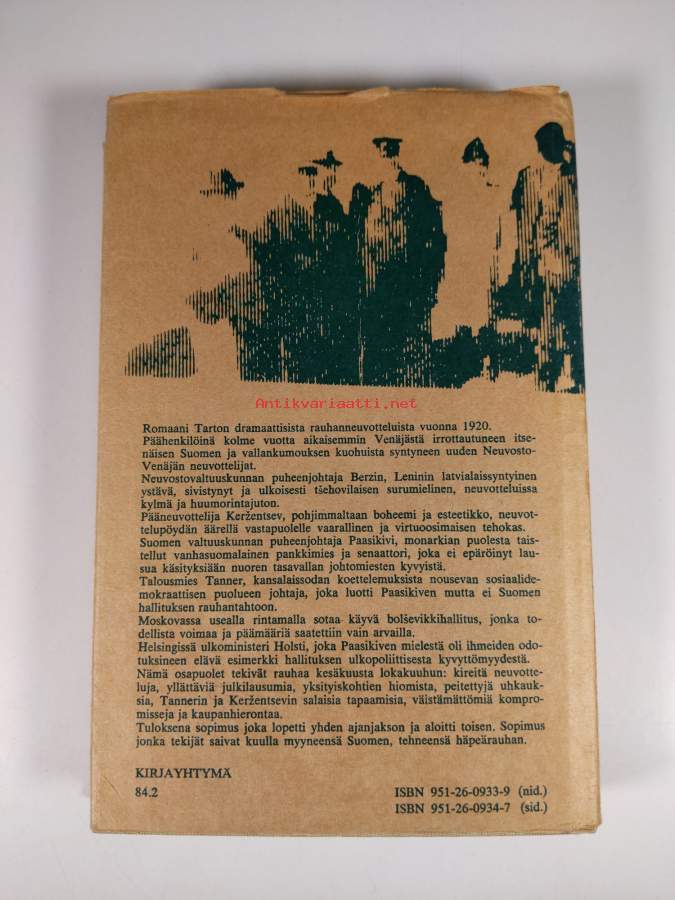 Antikvariaatti.net
Romaani Tarton dramaattisista rauhanneuvotteluista vuonna 1920.
Päähenkilöinä kolme vuotta aikaisemmin Venäjästä irrottautuneen itse-
näisen Suomen ja vallankumouksen kuohuista syntyneen uuden Neuvosto-
Venäjän neuvottelijat.
Neuvostovaltuuskunnan puheenjohtaja Berzin, Leninin latvialaissyntyinen
ystävä, sivistynyt ja ulkoisesti tšehovilaisen surumielinen, neuvotteluissa
kylmä ja huumorintajuton.
Pääneuvottelija Keržentsev, pohjimmaltaan boheemi ja esteetikko, neuvot-
telupöydän äärellä vastapuolelle vaarallinen ja virtuoosimaisen tehokas.
Suomen valtuuskunnan puheenjohtaja Paasikivi, monarkian puolesta tais-
tellut vanhasuomalainen pankkimies ja senaattori, joka ei epäröinyt lau-
sua käsityksiään nuoren tasavallan johtomiesten kyvyistä.
Talousmies Tanner, kansalaissodan koettelemuksista nousevan sosiaalide-
mokraattisen puolueen johtaja, joka luotti Paasikiven mutta ei Suomen
hallituksen rauhantahtoon.
Moskovassa usealla rintamalla sotaa käyvä bolševikkihallitus, jonka to-
dellista voimaa ja päämääriä saatettiin vain arvailla.
Helsingissä ulkoministeri Holsti, joka Paasikiven mielestä oli ihmeiden odo-
tuksineen elävä esimerkki hallituksen ulkopoliittisesta kyvyttömyydestä.
Nämä osapuolet tekivät rauhaa kesäkuusta lokakuuhun: kireitä neuvotte-
luja, yllättäviä julkilausumia, yksityiskohtien hiomista, peitettyjä uhkauk-
sia, Tannerin ja Keržentsevin salaisia tapaamisia, väistämättömiä kompro-
misseja ja kaupanhierontaa.
Tuloksena sopimus joka lopetti yhden ajanjakson ja aloitti toisen. Sopimus
jonka tekijät saivat kuulla myyneensä Suomen, tehneensä häpeärauhan.
KIRJAYHTYMÄ
84.2
ISBN 951-26-0933-9 (nid.)
ISBN 951-26-0934-7 (sid.)